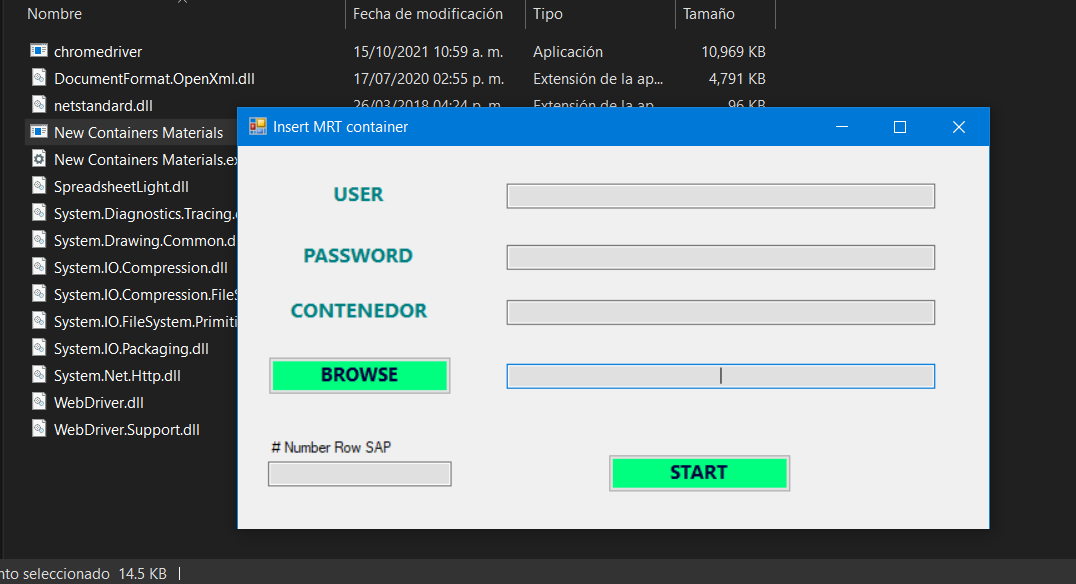 Nombre Fecha de modificación Tipo Tamaño
chromedriver 15/10/2021 10:59 a. m. Aplicación 10,969 KB
DocumentFormat.OpenXml.dll 17/07/2020 02:55 p. m. Extensión de la ap... 4,791 KB
netstandard.dll 26/03/2018 04:24 p. m. Extensión de la ap 96 KB
New Containers Materials
New Containers Materials.ex
SpreadsheetLight.dll
System.Diagnostics.Tracing.
System.Drawing.Common.d
System.IO.Compression.dll
System.IO.Compression.FileS
System.IO.FileSystem.Primiti
System.IO.Packaging.dll
System.Net.Http.dll
WebDriver.dll
WebDriver.Support.dll
Insert MRT container
USER
PASSWORD
CONTENEDOR
BROWSE
# Number Row SAP
START
nto seleccionado 14.5 KB